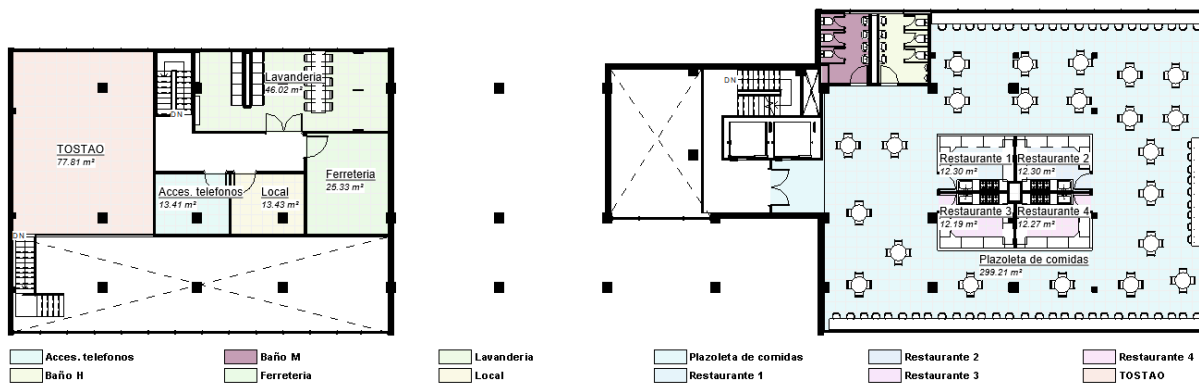 DN
Lavanderia
46.02 m²
DN
TOSTAO
77.81 m²
Ferreteria
25.33 m²
Acces. telefonos
13.41 m²
Local
13.43 m²
DN
Restaurante 1
12.30 m²
Restaurante 2
12.30 m²
Restaurante 3
12.19 m²
Restaurante 4
12.27 m²
Plazoleta de comidas
299.21 m²
Acces. telefonos
Baño M
Lavanderia
Plazoleta de comidas
Restaurante 2
Restaurante 4
Baño H
Ferreteria
Local
Restaurante 1
Restaurante 3
TOSTAO
DN